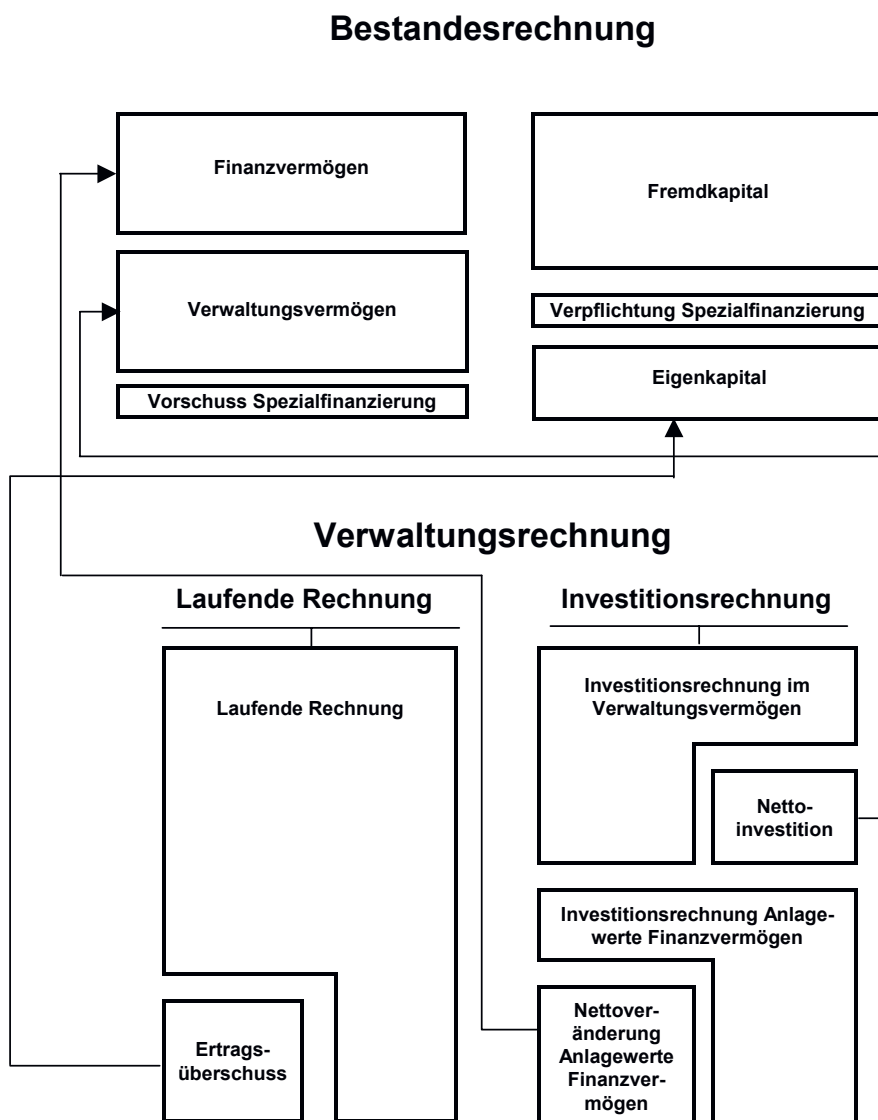 Bestandesrechnung
Finanzvermögen
Fremdkapital
Verwaltungsvermögen
Verpflichtung Spezialfinanzierung
Eigenkapital
Vorschuss Spezialfinanzierung
Verwaltungsrechnung
Laufende Rechnung
Investitionsrechnung
Laufende Rechnung
Investitionsrechnung im
Verwaltungsvermögen
Netto-
investition
Investitionsrechnung Anlage-
werte Finanzvermögen
Ertrags-
überschuss
Nettover-
änderung
Anlagewerte
Finanzver-
mögen